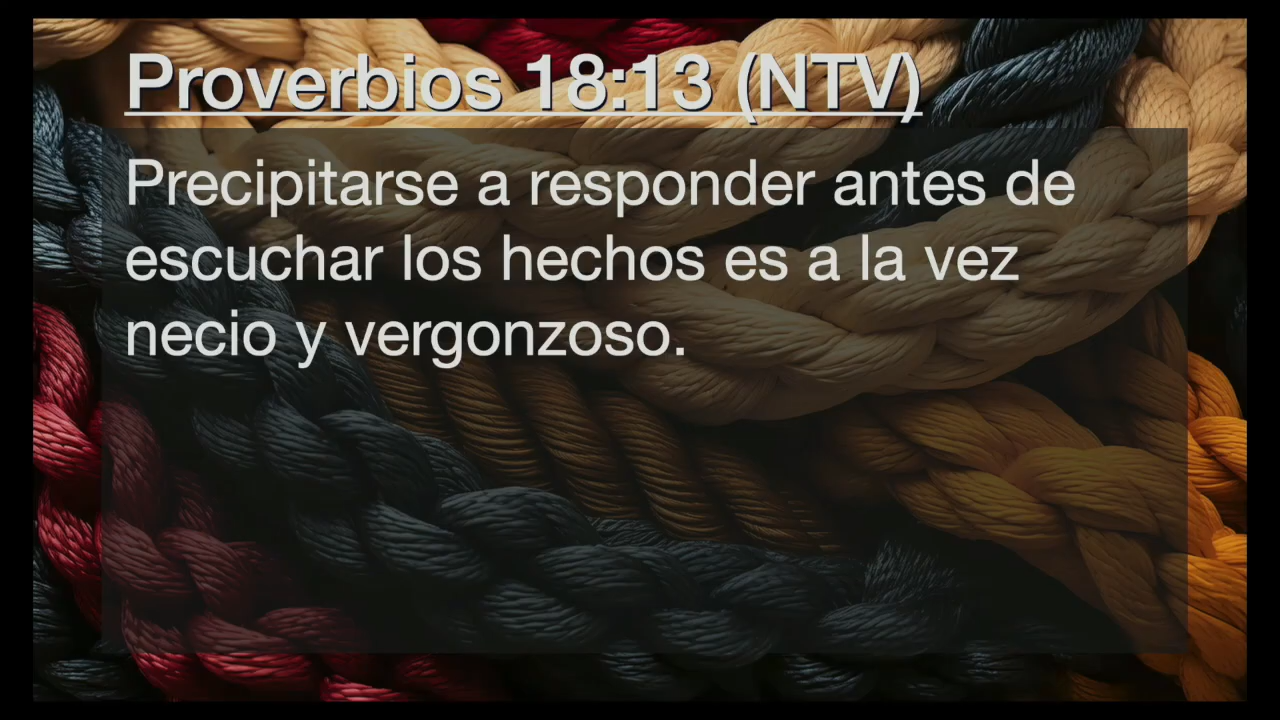 Proverbios 18:13 (NTV)
Precipitarse a responder antes de
escuchar los hechos es a la vez
necio y vergonzoso.